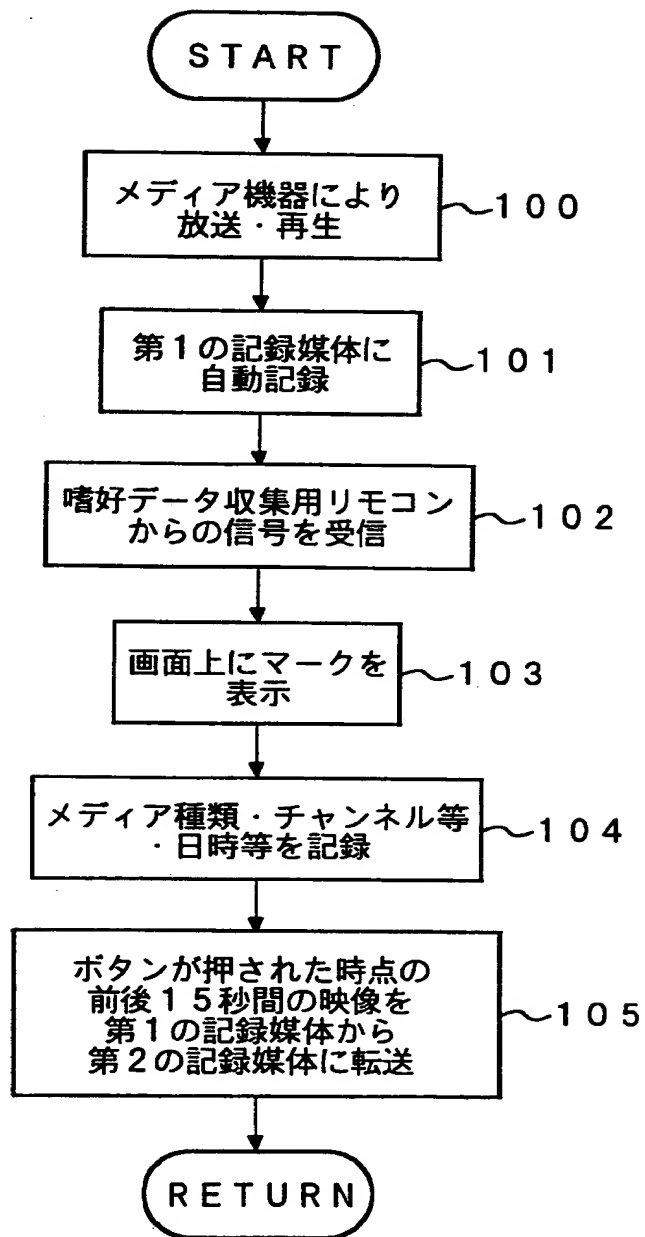 START
メディア機器により
放送・再生
100
第1の記録媒体に
自動記録
101
嗜好データ収集用リモコン
からの信号を受信
102
画面上にマークを
表示
103
メディア種類・チャンネル等
・日時等を記録
104
ボタンが押された時点の
前後15秒間の映像を
第1の記録媒体から
第2の記録媒体に転送
105
RETURN